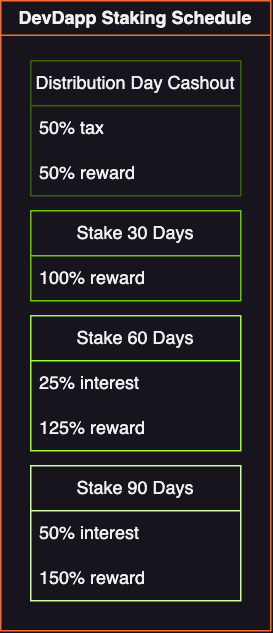 DevDapp Staking Schedule
Distribution Day Cashout
50% tax
50% reward
Stake 30 Days
100% reward
Stake 60 Days
25% interest
125% reward
Stake 90 Days
50% interest
150% reward